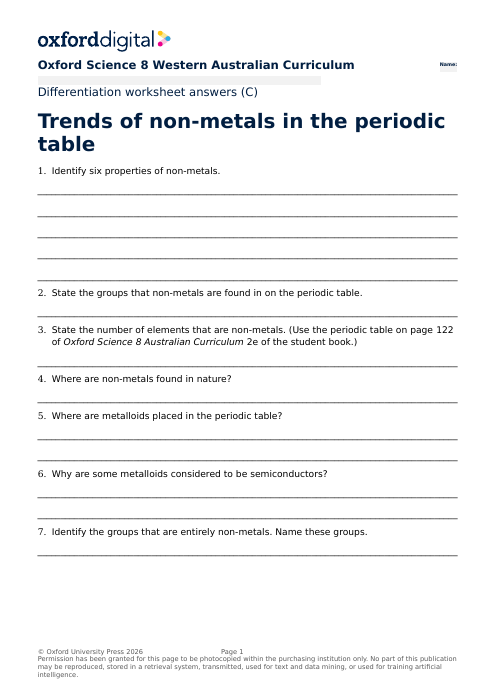 oxforddigital
Oxford Science 8 Western Australian Curriculum
Name:
Differentiation worksheet answers (C)
Trends of non-metals in the periodic
table
1. Identify six properties of non-metals.
2. State the groups that non-metals are found in on the periodic table.
3. State the number of elements that are non-metals. (Use the periodic table on page 122
of Oxford Science 8 Australian Curriculum 2e of the student book.)
4. Where are non-metals found in nature?
5. Where are metalloids placed in the periodic table?
6. Why are some metalloids considered to be semiconductors?
7. Identify the groups that are entirely non-metals. Name these groups.
© Oxford University Press 2026 Page 1
Permission has been granted for this page to be photocopied within the purchasing institution only. No part of this publication
may be reproduced, stored in a retrieval system, transmitted, used for text and data mining, or used for training artificial
intelligence.